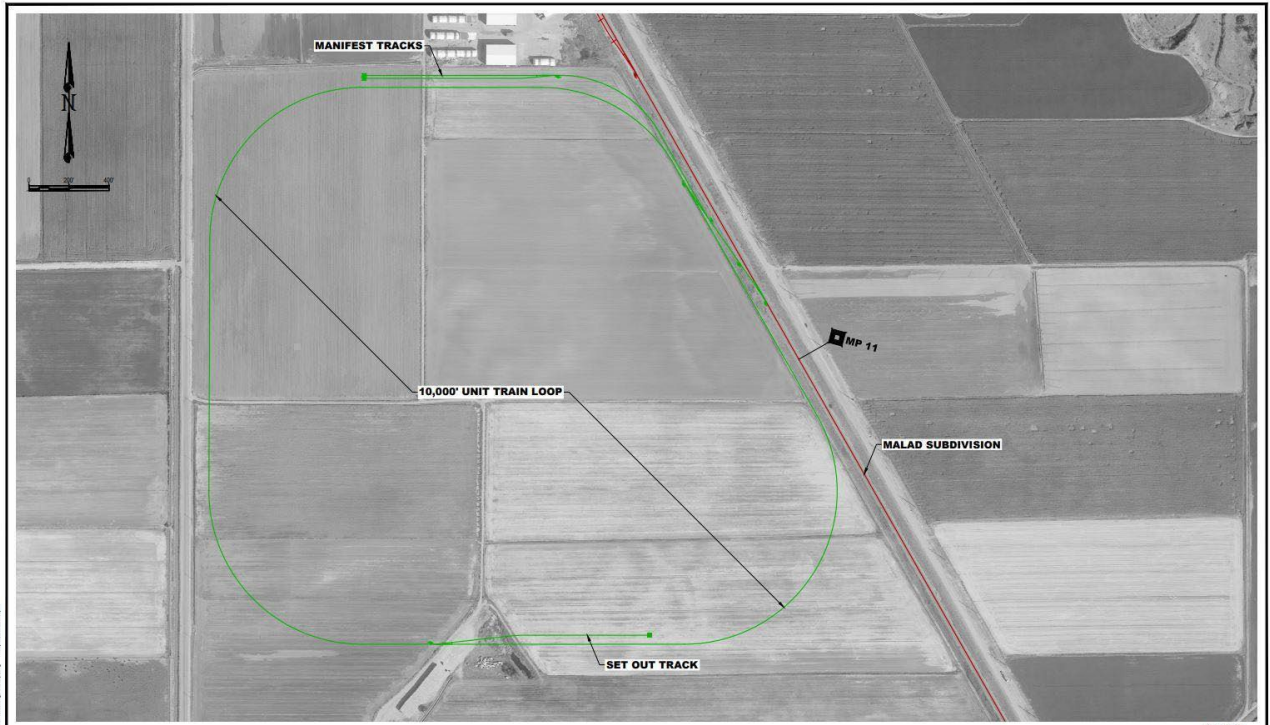 MANIFEST TRACKS
N
0 200' 400'
MP 11
10,000' UNIT TRAIN LOOP
MALAD SUBDIVISION
SET OUT TRACK